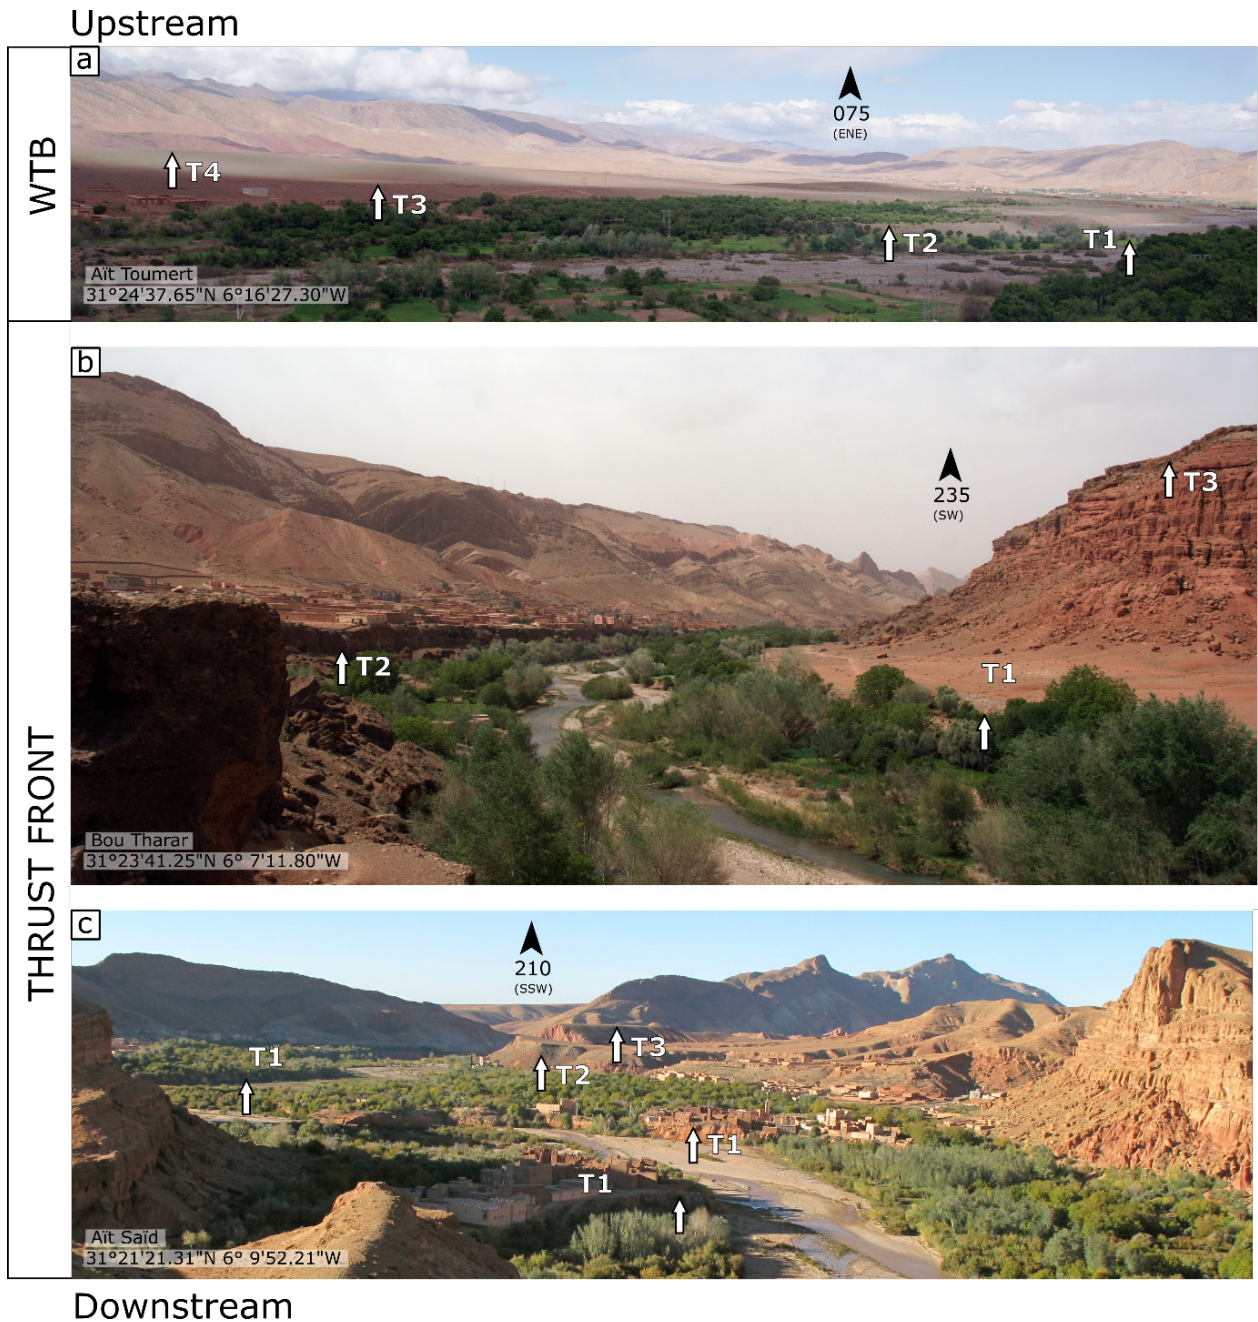 Upstream
WTB
a
075
(ENE)
T4
T3
T2
T1
Aït Toumert
31°24'37.65"N 6°16'27.30"W
THRUST FRONT
b
235
(SW)
T3
T2
T1
Bou Tharar
31°23'41.25"N 6° 7'11.80"W
c
210
(SSW)
T1
T3
T2
T1
T1
Aït Saïd
31°21'21.31"N 6° 9'52.21"W
Downstream